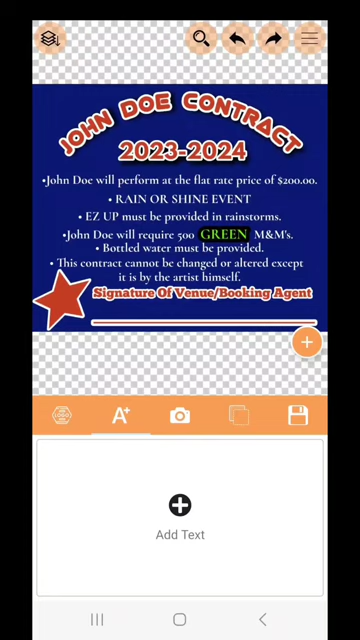 JOHN DOE CONTRACT
2023-2024
•John Doe will perform at the flat rate price of $200.00.
• RAIN OR SHINE EVENT
• EZ UP must be provided in rainstorms.
•John Doe will require 500 GREEN M&M's.
• Bottled water must be provided.
• This contract cannot be changed or altered except
it is by the artist himself.
Signature Of Venue/Booking Agent
Add Text